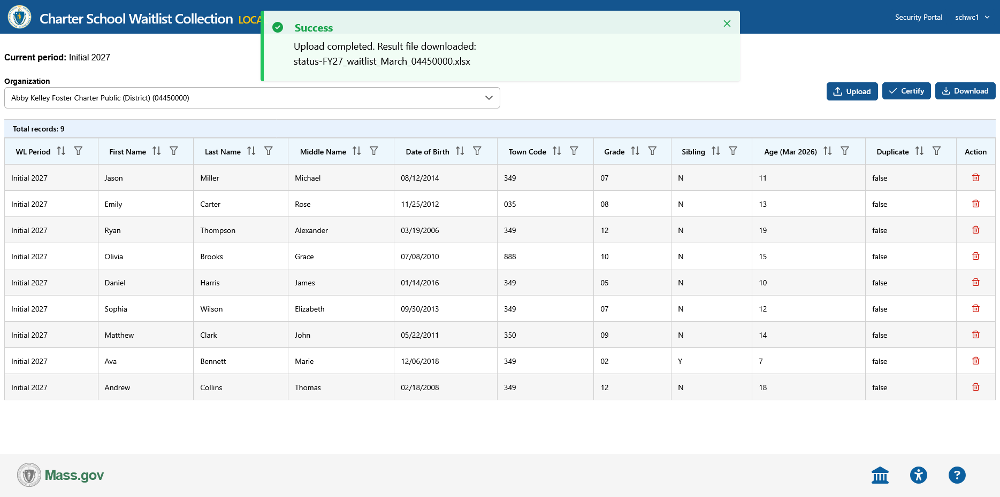 Charter School Waitlist Collection LOCA
Security Portal schwc1
Success
Upload completed. Result file downloaded:
status-FY27_waitlist_March_04450000.xlsx
Current period: Initial 2027
Organization
Abby Kelley Foster Charter Public (District) (04450000)
Upload Certify Download
Total records: 9
WL Period First Name Last Name Middle Name Date of Birth Town Code Grade Sibling Age (Mar 2026) Duplicate Action
Initial 2027 Jason Miller Michael 08/12/2014 349 07 N 11 false
Initial 2027 Emily Carter Rose 11/25/2012 035 08 N 13 false
Initial 2027 Ryan Thompson Alexander 03/19/2006 349 12 N 19 false
Initial 2027 Olivia Brooks Grace 07/08/2010 888 10 N 15 false
Initial 2027 Daniel Harris James 01/14/2016 349 05 N 10 false
Initial 2027 Sophia Wilson Elizabeth 09/30/2013 349 07 N 12 false
Initial 2027 Matthew Clark John 05/22/2011 350 09 N 14 false
Initial 2027 Ava Bennett Marie 12/06/2018 349 02 Y 7 false
Initial 2027 Andrew Collins Thomas 02/18/2008 349 12 N 18 false
Mass.gov